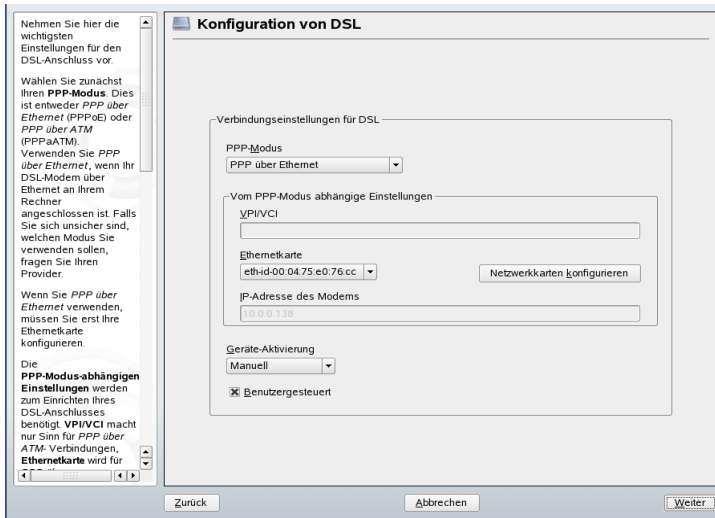 Nehmen Sie hier die
wichtigsten
Einstellungen für den
DSL-Anschluss vor.
Wählen Sie zunächst
Ihren PPP-Modus. Dies
ist entweder PPP über
Ethernet (PPPoE) oder
PPP über ATM
(PPPaATM).
Verwenden Sie PPP
über Ethernet, wenn Ihr
DSL-Modem über
Ethernet an Ihrem
Rechner
angeschlossen ist. Falls
Sie sich unsicher sind,
welchen Modus Sie
verwenden sollen,
fragen Sie Ihren
Provider.
Wenn Sie PPP über
Ethernet verwenden,
müssen Sie erst Ihre
Ethernetkarte
konfigurieren.
Die
PPP-Modus-abhängigen
Einstellungen werden
zum Einrichten Ihres
DSL-Anschlusses
benötigt. VPI/VCI macht
nur Sinn für PPP über
ATM- Verbindungen,
Ethernetkarte wird für
Konfiguration von DSL
Verbindungseinstellungen für DSL
PPP-Modus
PPP über Ethernet
Vom PPP-Modus abhängige Einstellungen
VPI/VCI
Ethernetkarte
eth-id-00:04:75:e0:76:cc
Netzwerkkarten konfigurieren
IP-Adresse des Modems
10.0.0.138
Geräte-Aktivierung
Manuell
Benutzergesteuert
Zurück
Abbrechen
Weiter